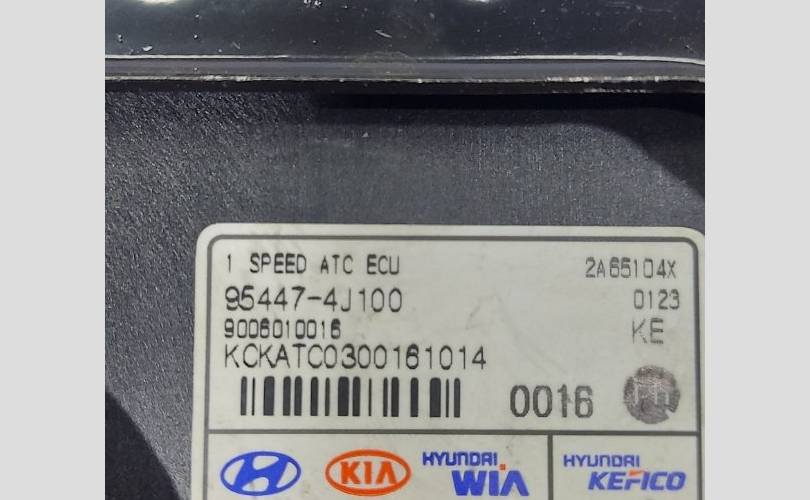 1 SPEED ATC ECU 2A65104X
95447-4J100 0123
9006010016 KE
KCKATC0300161014
0016
KIA HYUNDAI WIA HYUNDAI KEFICO